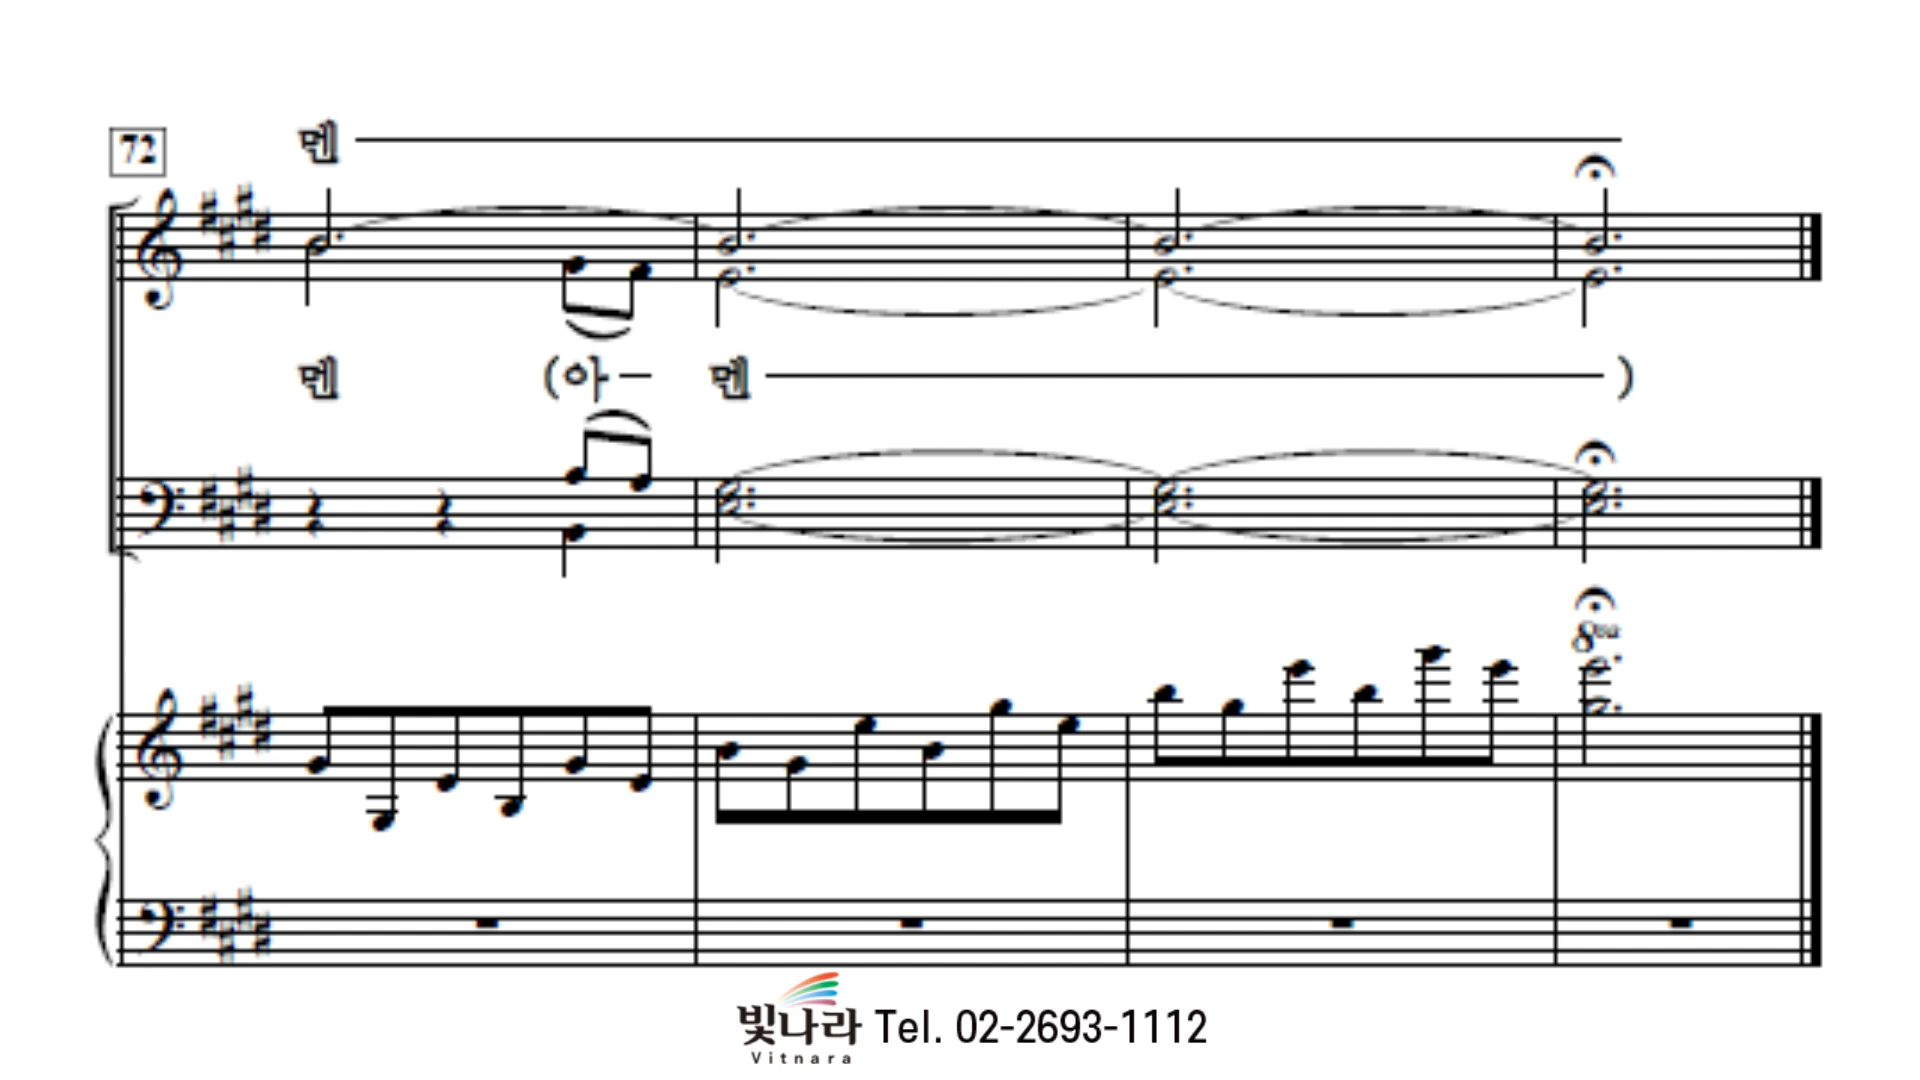 72
멘
멘 (아 멘 )
8va
빛나라 Tel. 02-2693-1112
Vitnara